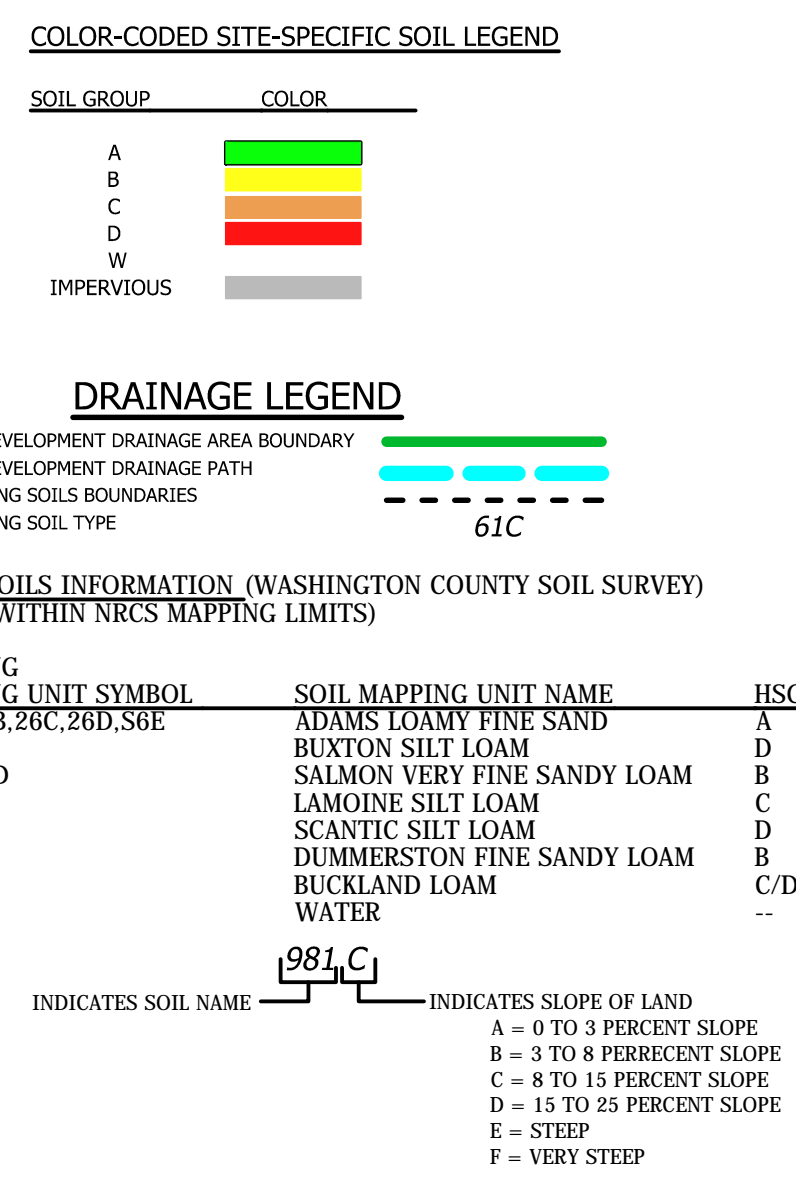 COLOR-CODED SITE-SPECIFIC SOIL LEGEND
SOIL GROUP COLOR
A
B
C
D
W
IMPERVIOUS
DRAINAGE LEGEND
EVELOPMENT DRAINAGE AREA BOUNDARY
EVELOPMENT DRAINAGE PATH
NG SOILS BOUNDARIES
NG SOIL TYPE 61C
OILS INFORMATION (WASHINGTON COUNTY SOIL SURVEY)
WITHIN NRCS MAPPING LIMITS)
NG
NG UNIT SYMBOL SOIL MAPPING UNIT NAME HSG
B,26C,26D,S6E ADAMS LOAMY FINE SAND A
BUXTON SILT LOAM D
D SALMON VERY FINE SANDY LOAM B
LAMOINE SILT LOAM C
SCANTIC SILT LOAM D
DUMMERSTON FINE SANDY LOAM B
BUCKLAND LOAM C/D
WATER --
981 C
INDICATES SOIL NAME INDICATES SLOPE OF LAND
A = 0 TO 3 PERCENT SLOPE
B = 3 TO 8 PERRECENT SLOPE
C = 8 TO 15 PERCENT SLOPE
D = 15 TO 25 PERCENT SLOPE
E = STEEP
F = VERY STEEP